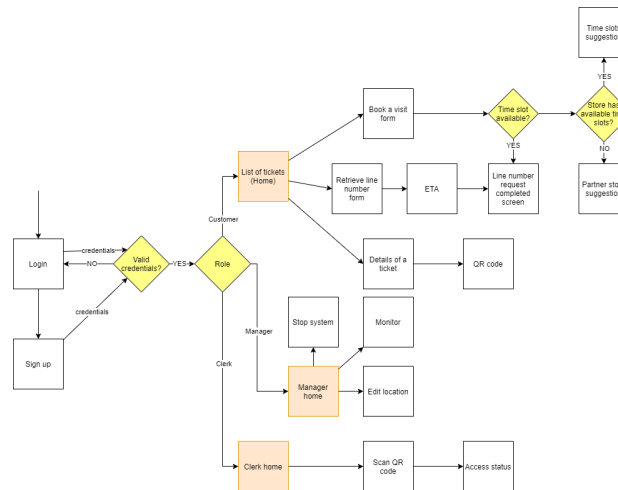 Time slots
suggestion
YES
Book a visit
form
Time slot
available?
Store has
available time
slots?
YES
NO
List of tickets
(Home)
Retrieve line
number
form
ETA
Line number
request
completed
screen
Partner store
suggestion
Customer
Login
credentials
NO
Valid
credentials?
YES
Role
Details of a
ticket
QR code
credentials
Stop system
Monitor
Manager
Sign up
Clerk
Manager
home
Edit location
Clerk home
Scan QR
code
Access status